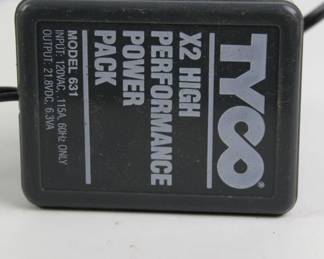 TYCO®
X2 HIGH
PERFORMANCE
POWER
PACK
MODEL 631
INPUT: 120VAC, .115A, 60Hz ONLY
OUTPUT: 21.8VDC, 6.3VA